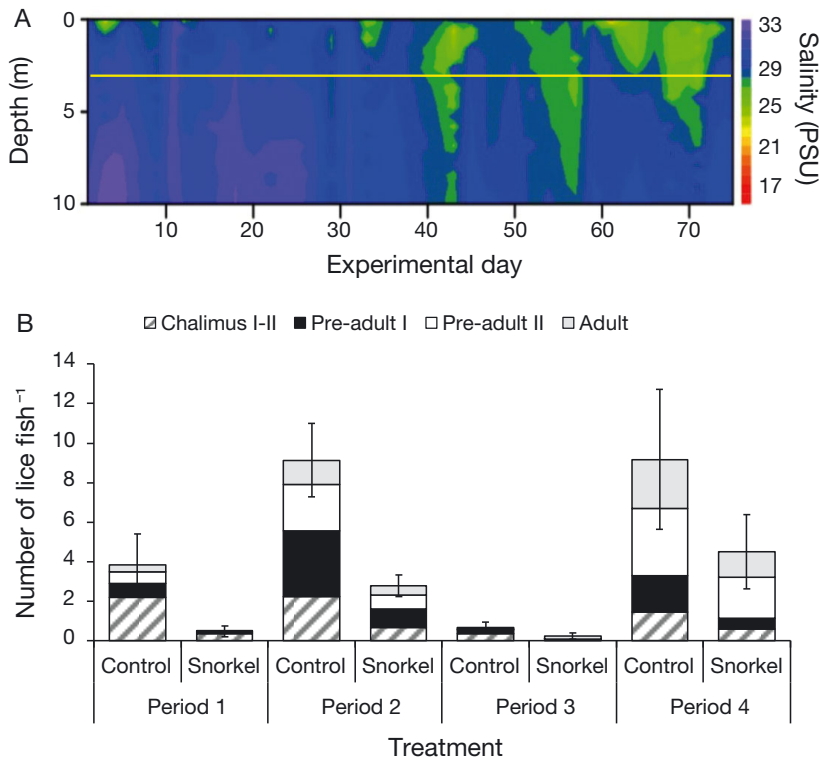 A
0
5
10
Depth (m)
10 20 30 40 50 60 70
Experimental day
33
29
25
21
17
Salinity (PSU)
B
Chalimus I-II Pre-adult I Pre-adult II Adult
14
12
10
8
6
4
2
0
Number of lice fish⁻¹
Control Snorkel Control Snorkel Control Snorkel Control Snorkel
Period 1 Period 2 Period 3 Period 4
Treatment